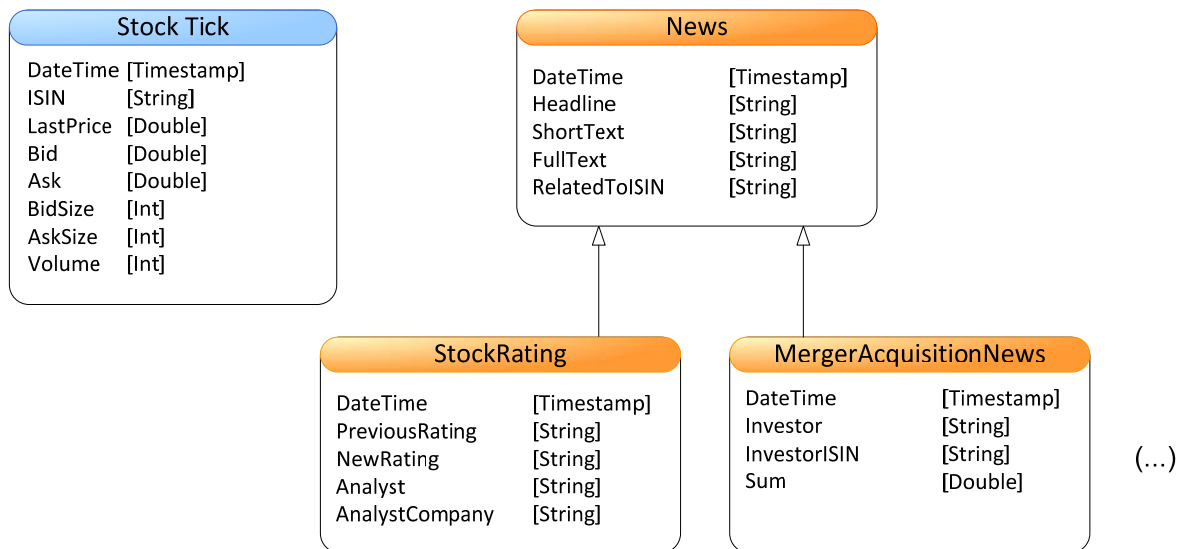 Stock Tick
DateTime [Timestamp]
ISIN [String]
LastPrice [Double]
Bid [Double]
Ask [Double]
BidSize [Int]
AskSize [Int]
Volume [Int]
News
DateTime [Timestamp]
Headline [String]
ShortText [String]
FullText [String]
RelatedToISIN [String]
StockRating
DateTime [Timestamp]
PreviousRating [String]
NewRating [String]
Analyst [String]
AnalystCompany [String]
MergerAcquisitionNews
DateTime [Timestamp]
Investor [String]
InvestorISIN [String]
Sum [Double]
(...)